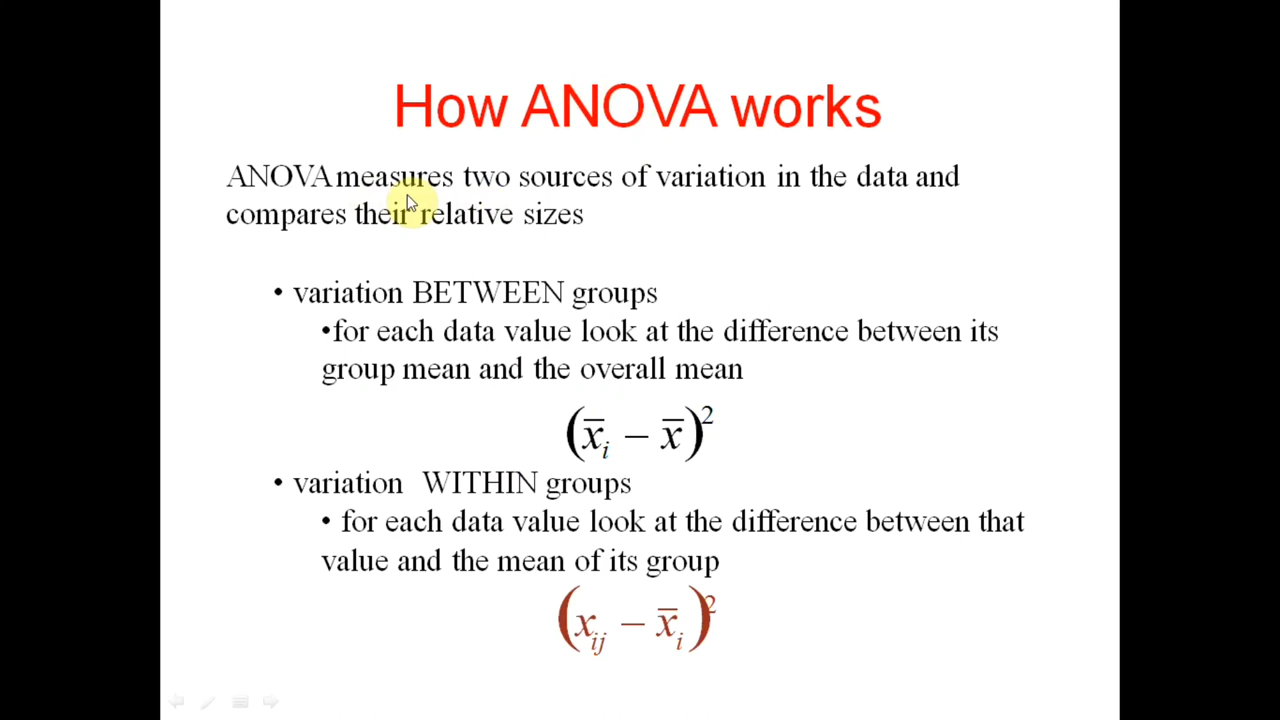 How ANOVA works
ANOVA measures two sources of variation in the data and
compares their relative sizes
• variation BETWEEN groups
•for each data value look at the difference between its
group mean and the overall mean
(x̅ᵢ − x̅)²
• variation WITHIN groups
• for each data value look at the difference between that
value and the mean of its group
(xᵢⱼ − x̅ᵢ)²